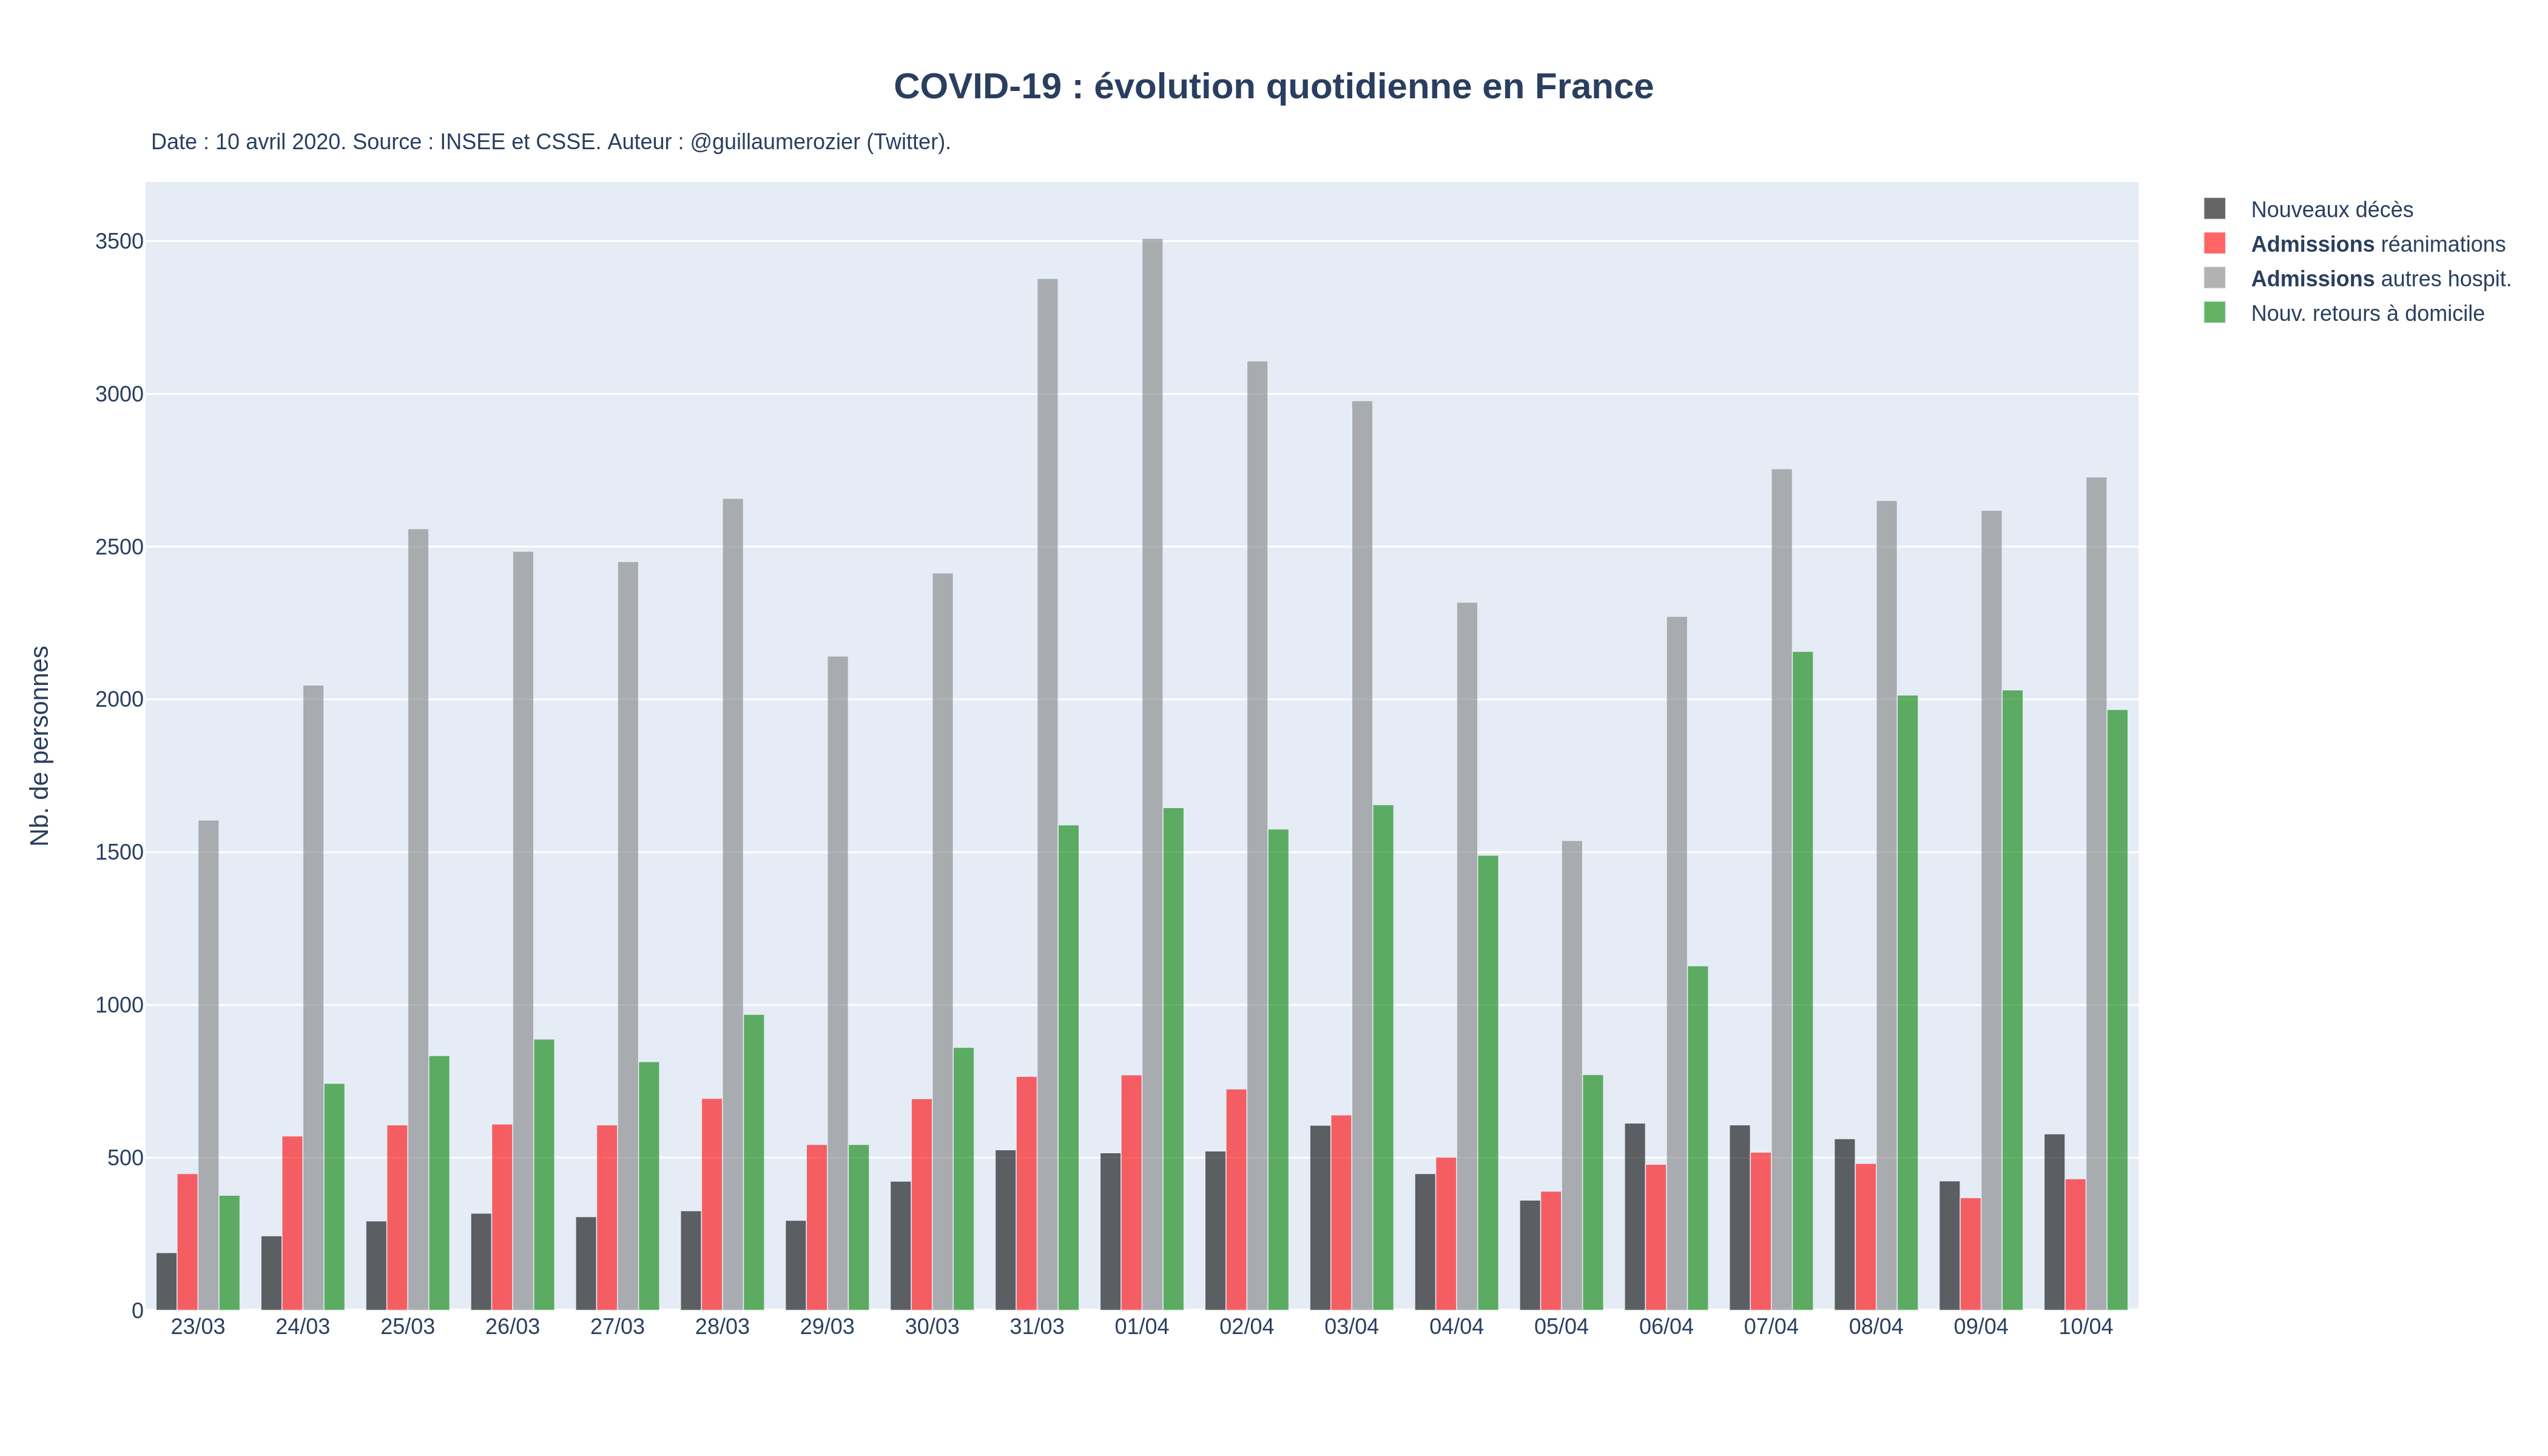 COVID-19 : évolution quotidienne en France
Date : 10 avril 2020. Source : INSEE et CSSE. Auteur : @guillaumerozier (Twitter).
Nouveaux décès
Admissions réanimations
Admissions autres hospit.
Nouv. retours à domicile
Nb. de personnes
3500
3000
2500
2000
1500
1000
500
0
23/03 24/03 25/03 26/03 27/03 28/03 29/03 30/03 31/03 01/04 02/04 03/04 04/04 05/04 06/04 07/04 08/04 09/04 10/04